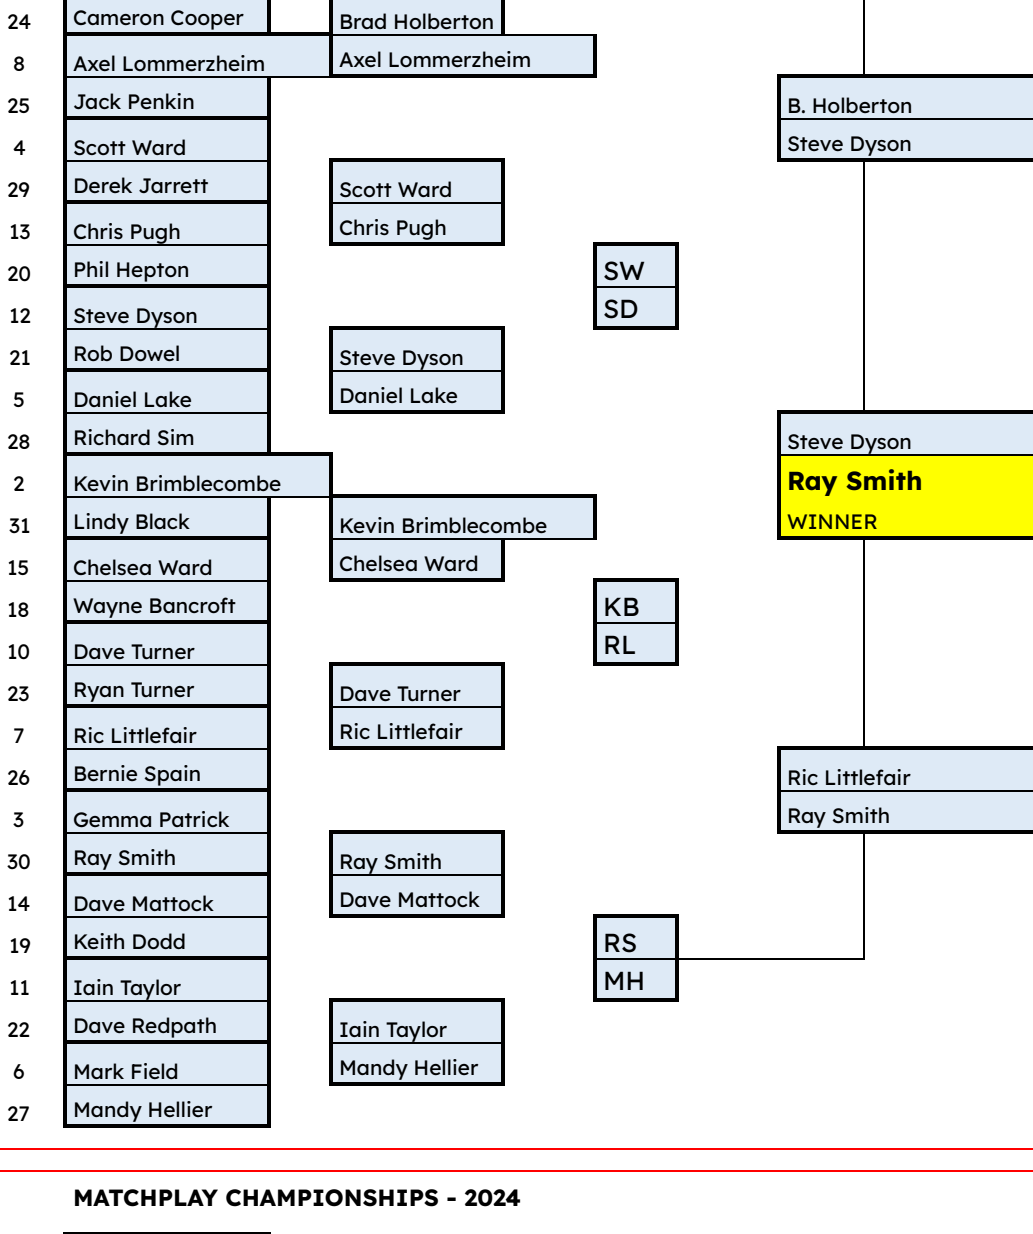 24 Cameron Cooper Brad Holberton
8 Axel Lommerzheim Axel Lommerzheim
25 Jack Penkin B. Holberton
4 Scott Ward Steve Dyson
29 Derek Jarrett Scott Ward
13 Chris Pugh Chris Pugh
20 Phil Hepton SW
12 Steve Dyson SD
21 Rob Dowel Steve Dyson
5 Daniel Lake Daniel Lake
28 Richard Sim Steve Dyson
2 Kevin Brimblecombe Ray Smith
31 Lindy Black Kevin Brimblecombe WINNER
15 Chelsea Ward Chelsea Ward
18 Wayne Bancroft KB
10 Dave Turner RL
23 Ryan Turner Dave Turner
7 Ric Littlefair Ric Littlefair
26 Bernie Spain Ric Littlefair
3 Gemma Patrick Ray Smith
30 Ray Smith Ray Smith
14 Dave Mattock Dave Mattock
19 Keith Dodd RS
11 Iain Taylor MH
22 Dave Redpath Iain Taylor
6 Mark Field Mandy Hellier
27 Mandy Hellier
MATCHPLAY CHAMPIONSHIPS - 2024